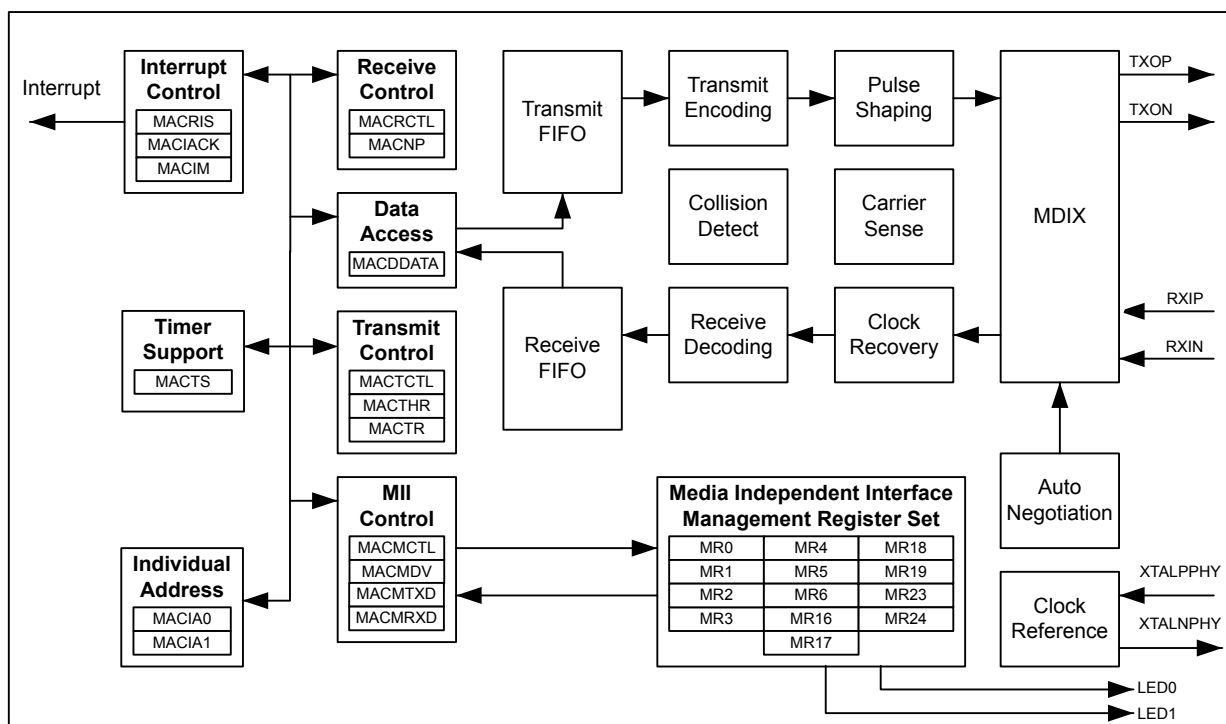 Interrupt
Interrupt
Control
MACRIS
MACIACK
MACIM
Receive
Control
MACRCTL
MACNP
Data
Access
MACDDATA
Timer
Support
MACTS
Transmit
Control
MACTCTL
MACTHR
MACTR
Individual
Address
MACIA0
MACIA1
MII
Control
MACMCTL
MACMDV
MACMTXD
MACMRXD
Transmit
FIFO
Transmit
Encoding
Pulse
Shaping
Collision
Detect
Carrier
Sense
Receive
FIFO
Receive
Decoding
Clock
Recovery
MDIX
TXOP
TXON
RXIP
RXIN
Auto
Negotiation
Media Independent Interface
Management Register Set
MR0 MR4 MR18
MR1 MR5 MR19
MR2 MR6 MR23
MR3 MR16 MR24
MR17
Clock
Reference
XTALPPHY
XTALNPHY
LED0
LED1